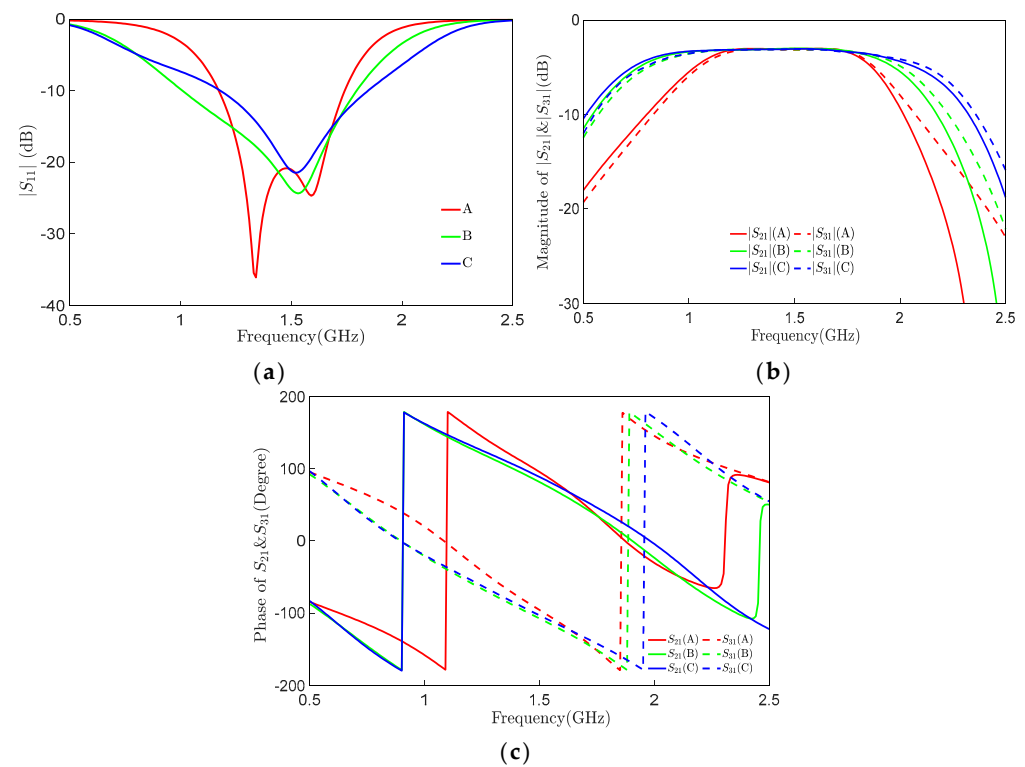 |S11| (dB)
0
-10
-20
-30
-40
0.5 1 1.5 2 2.5
Frequency(GHz)
A
B
C
(a)
Magnitude of |S21|&|S31|(dB)
0
-10
-20
-30
0.5 1 1.5 2 2.5
Frequency(GHz)
|S21|(A) |S31|(A)
|S21|(B) |S31|(B)
|S21|(C) |S31|(C)
(b)
Phase of S21&S31(Degree)
200
100
0
-100
-200
0.5 1 1.5 2 2.5
Frequency(GHz)
S21(A) S31(A)
S21(B) S31(B)
S21(C) S31(C)
(c)